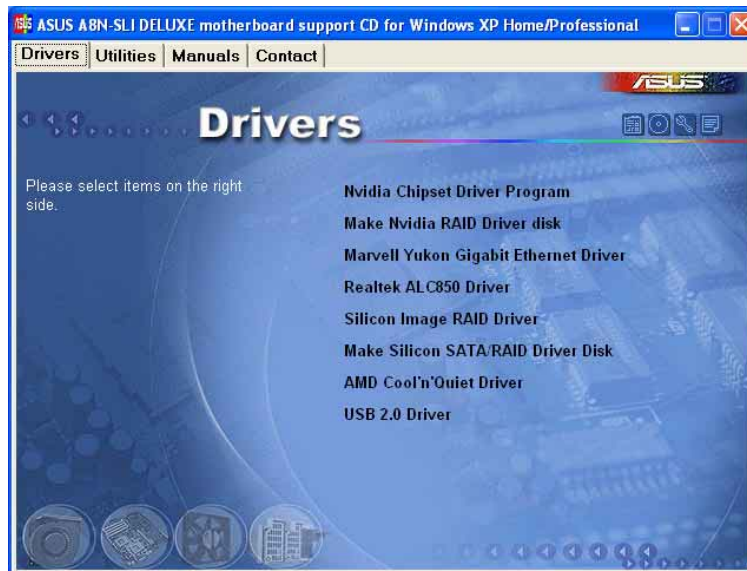 ASUS A8N-SLI DELUXE motherboard support CD for Windows XP Home/Professional
Drivers Utilities Manuals Contact
ASUS
Drivers
Please select items on the right
side.
Nvidia Chipset Driver Program
Make Nvidia RAID Driver disk
Marvell Yukon Gigabit Ethernet Driver
Realtek ALC850 Driver
Silicon Image RAID Driver
Make Silicon SATA/RAID Driver Disk
AMD Cool'n'Quiet Driver
USB 2.0 Driver